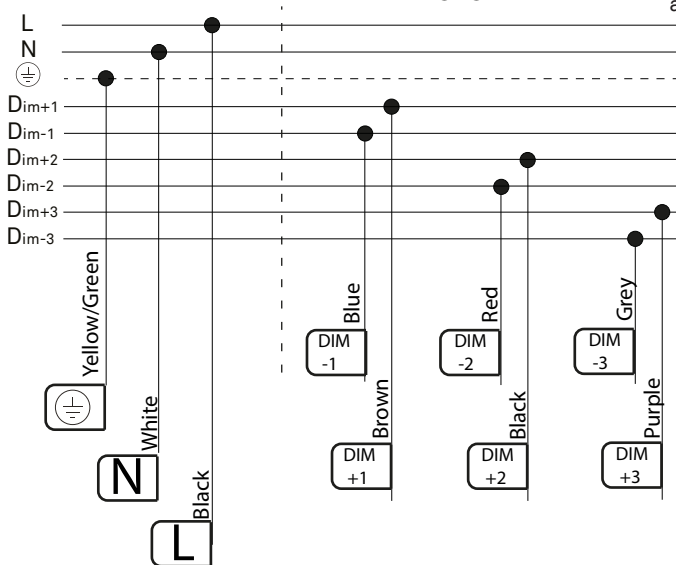 L
N
Dim+1
Dim-1
Dim+2
Dim-2
Dim+3
Dim-3
Yellow/Green
White
N
Black
L
Blue
DIM
-1
Brown
DIM
+1
Red
DIM
-2
Black
DIM
+2
Grey
DIM
-3
Purple
DIM
+3